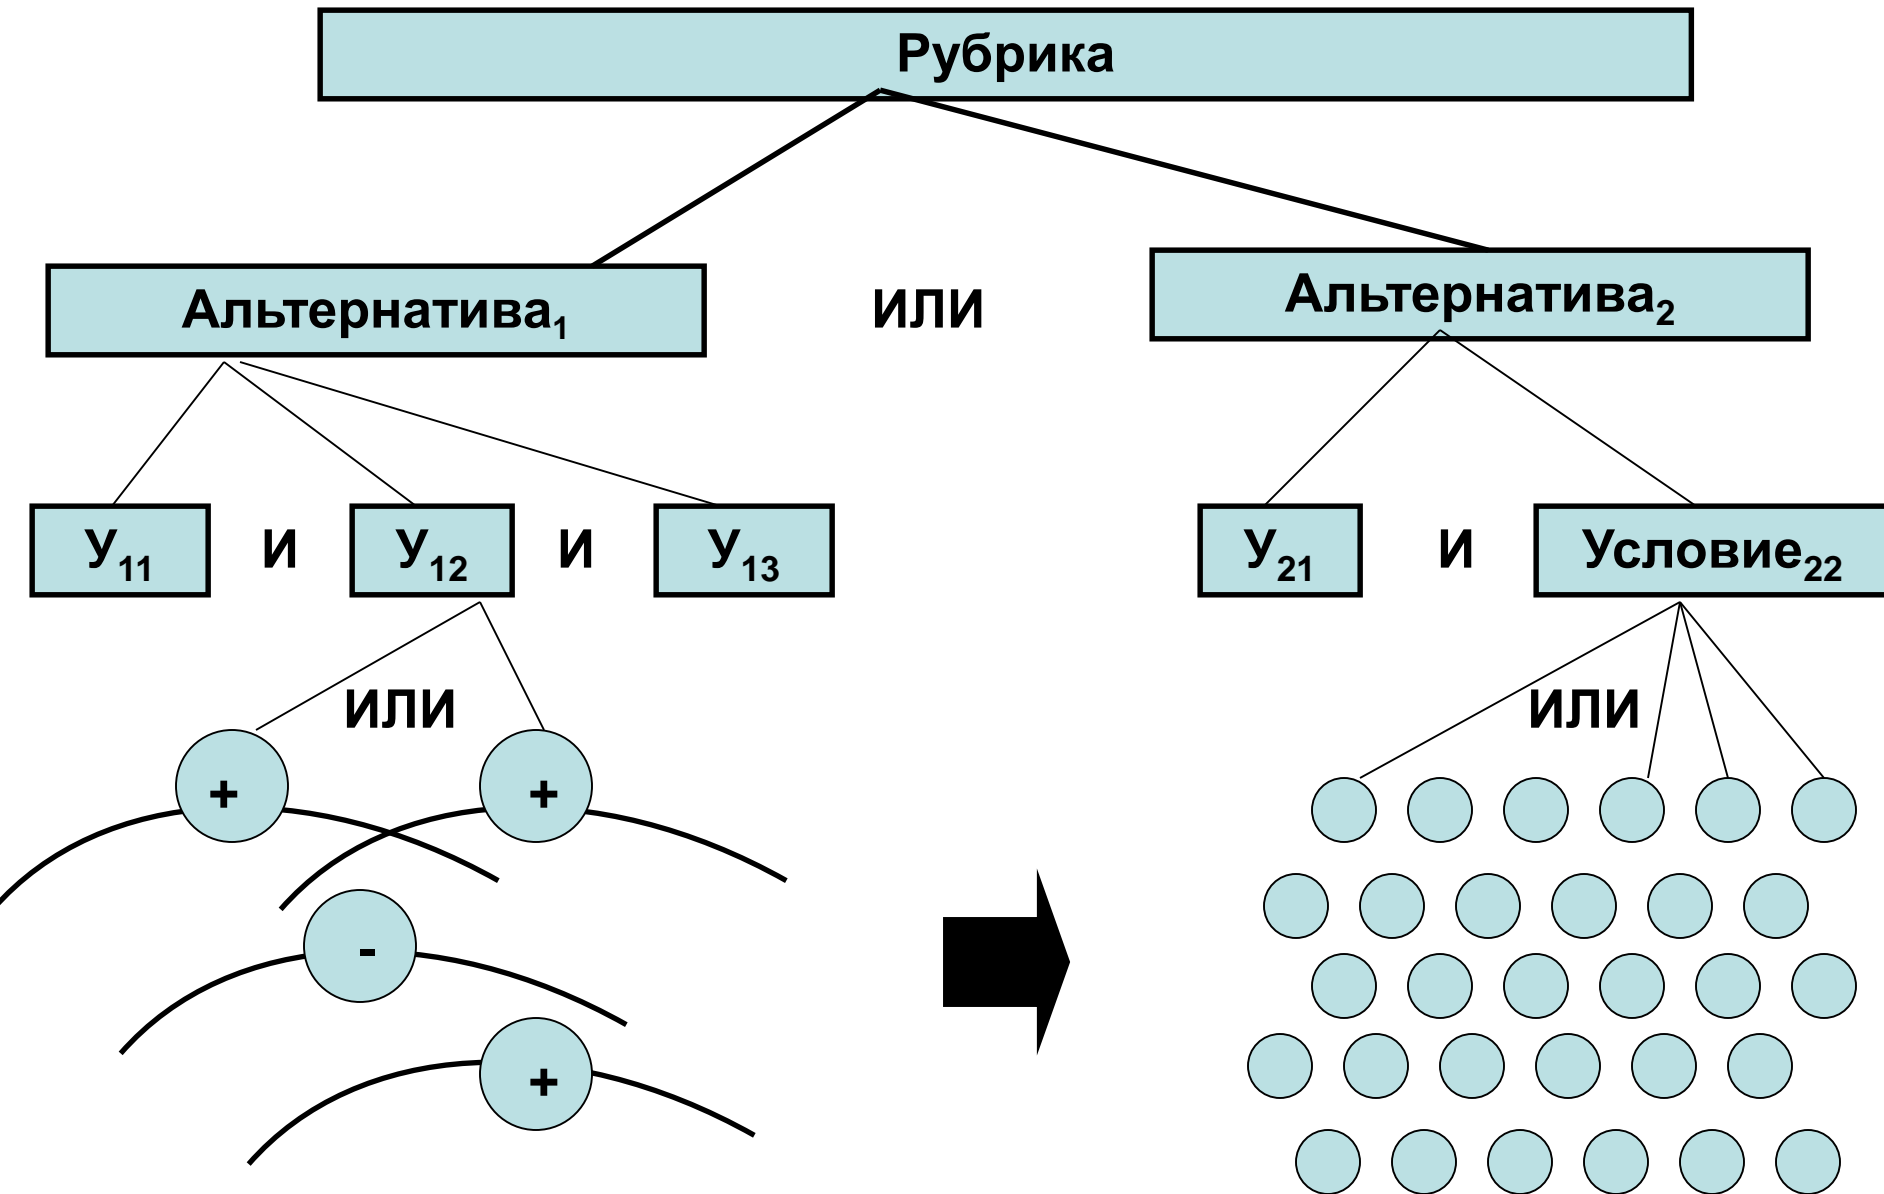 Рубрика
Альтернатива₁ ИЛИ Альтернатива₂
У₁₁ И У₁₂ И У₁₃ У₂₁ И Условие₂₂
ИЛИ ИЛИ
+ +
-
+